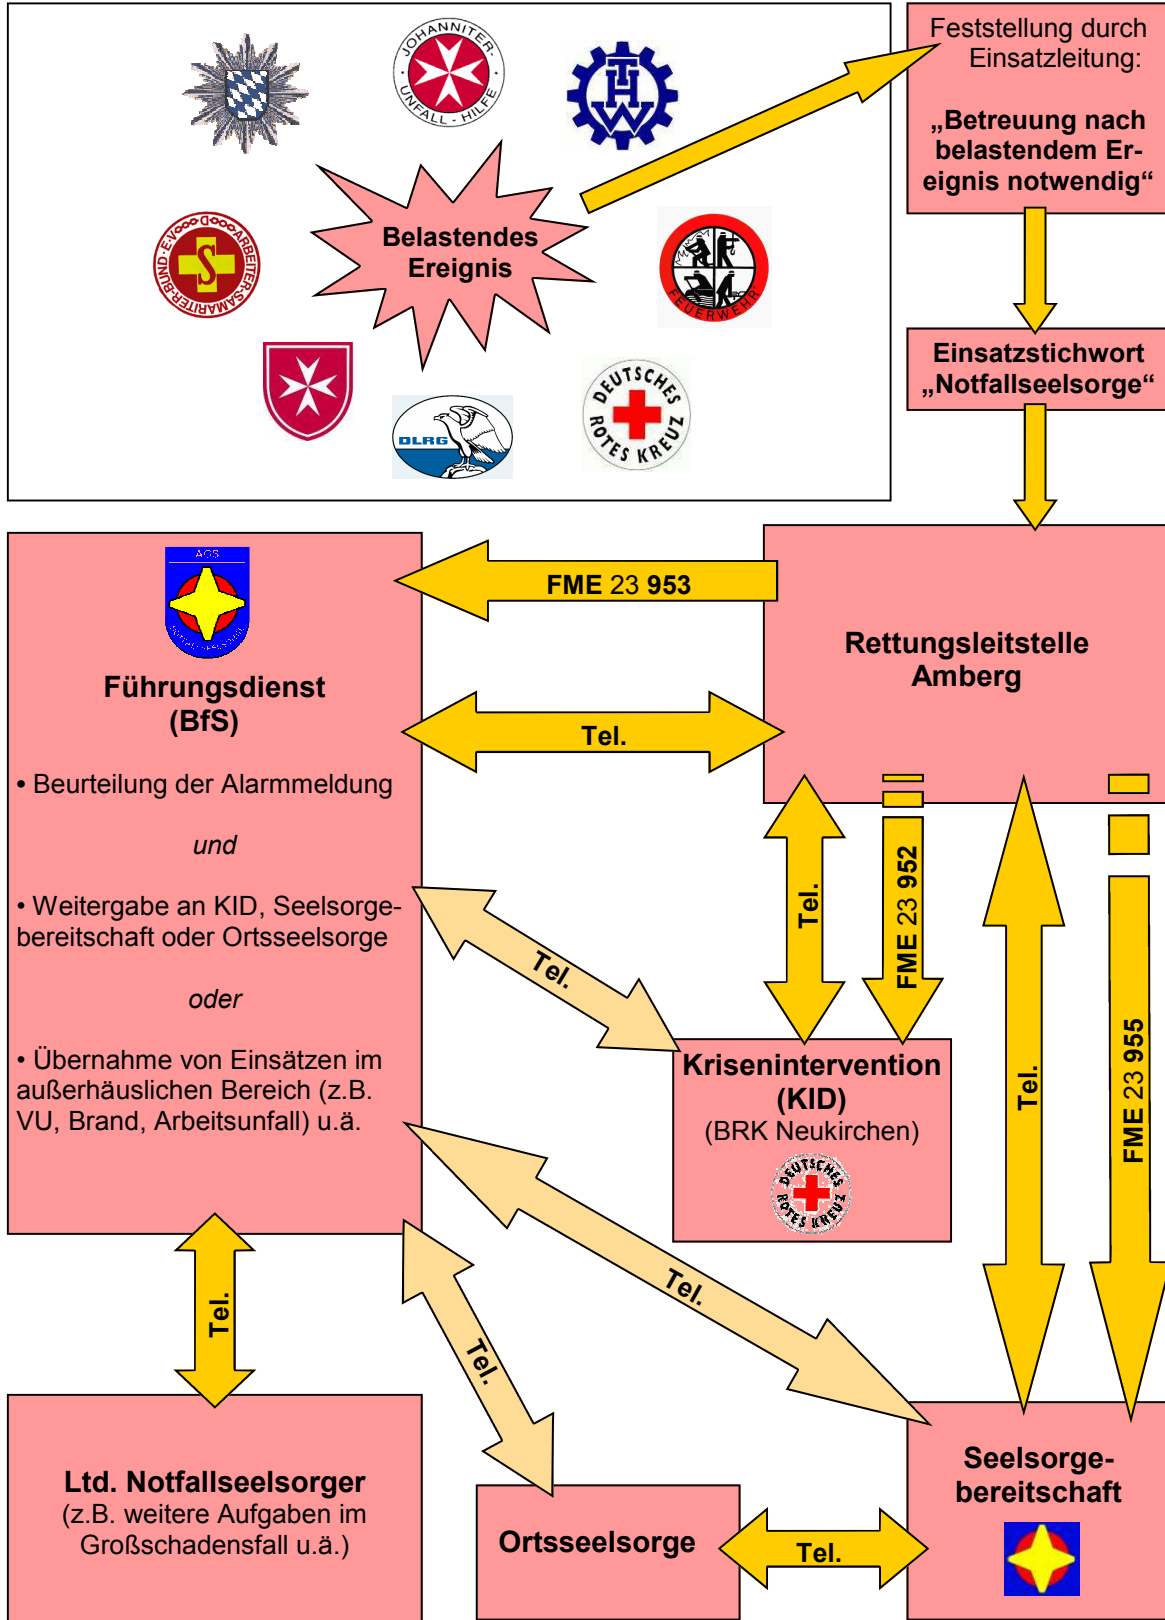 JOHANNITER-
UNFALL-HILFE
THW
Feststellung durch
Einsatzleitung:
„Betreuung nach
belastendem Er-
eignis notwendig“
Belastendes
Ereignis
ARBEITER-SAMARITER-BUND E.V. D
S
FEUERWEHR
Einsatzstichwort
„Notfallseelsorge“
DLRG
DEUTSCHES
ROTES KREUZ
AGS
Führungsdienst
(BfS)
• Beurteilung der Alarmmeldung
und
• Weitergabe an KID, Seelsorge-
bereitschaft oder Ortsseelsorge
oder
• Übernahme von Einsätzen im
außerhäuslichen Bereich (z.B.
VU, Brand, Arbeitsunfall) u.ä.
FME 23 953
Tel.
Rettungsleitstelle
Amberg
Tel.
FME 23 952
Tel.
FME 23 955
Tel.
Krisenintervention
(KID)
(BRK Neukirchen)
DEUTSCHES
ROTES KREUZ
Tel.
Tel.
Tel.
Ltd. Notfallseelsorger
(z.B. weitere Aufgaben im
Großschadensfall u.ä.)
Ortsseelsorge
Tel.
Seelsorge-
bereitschaft